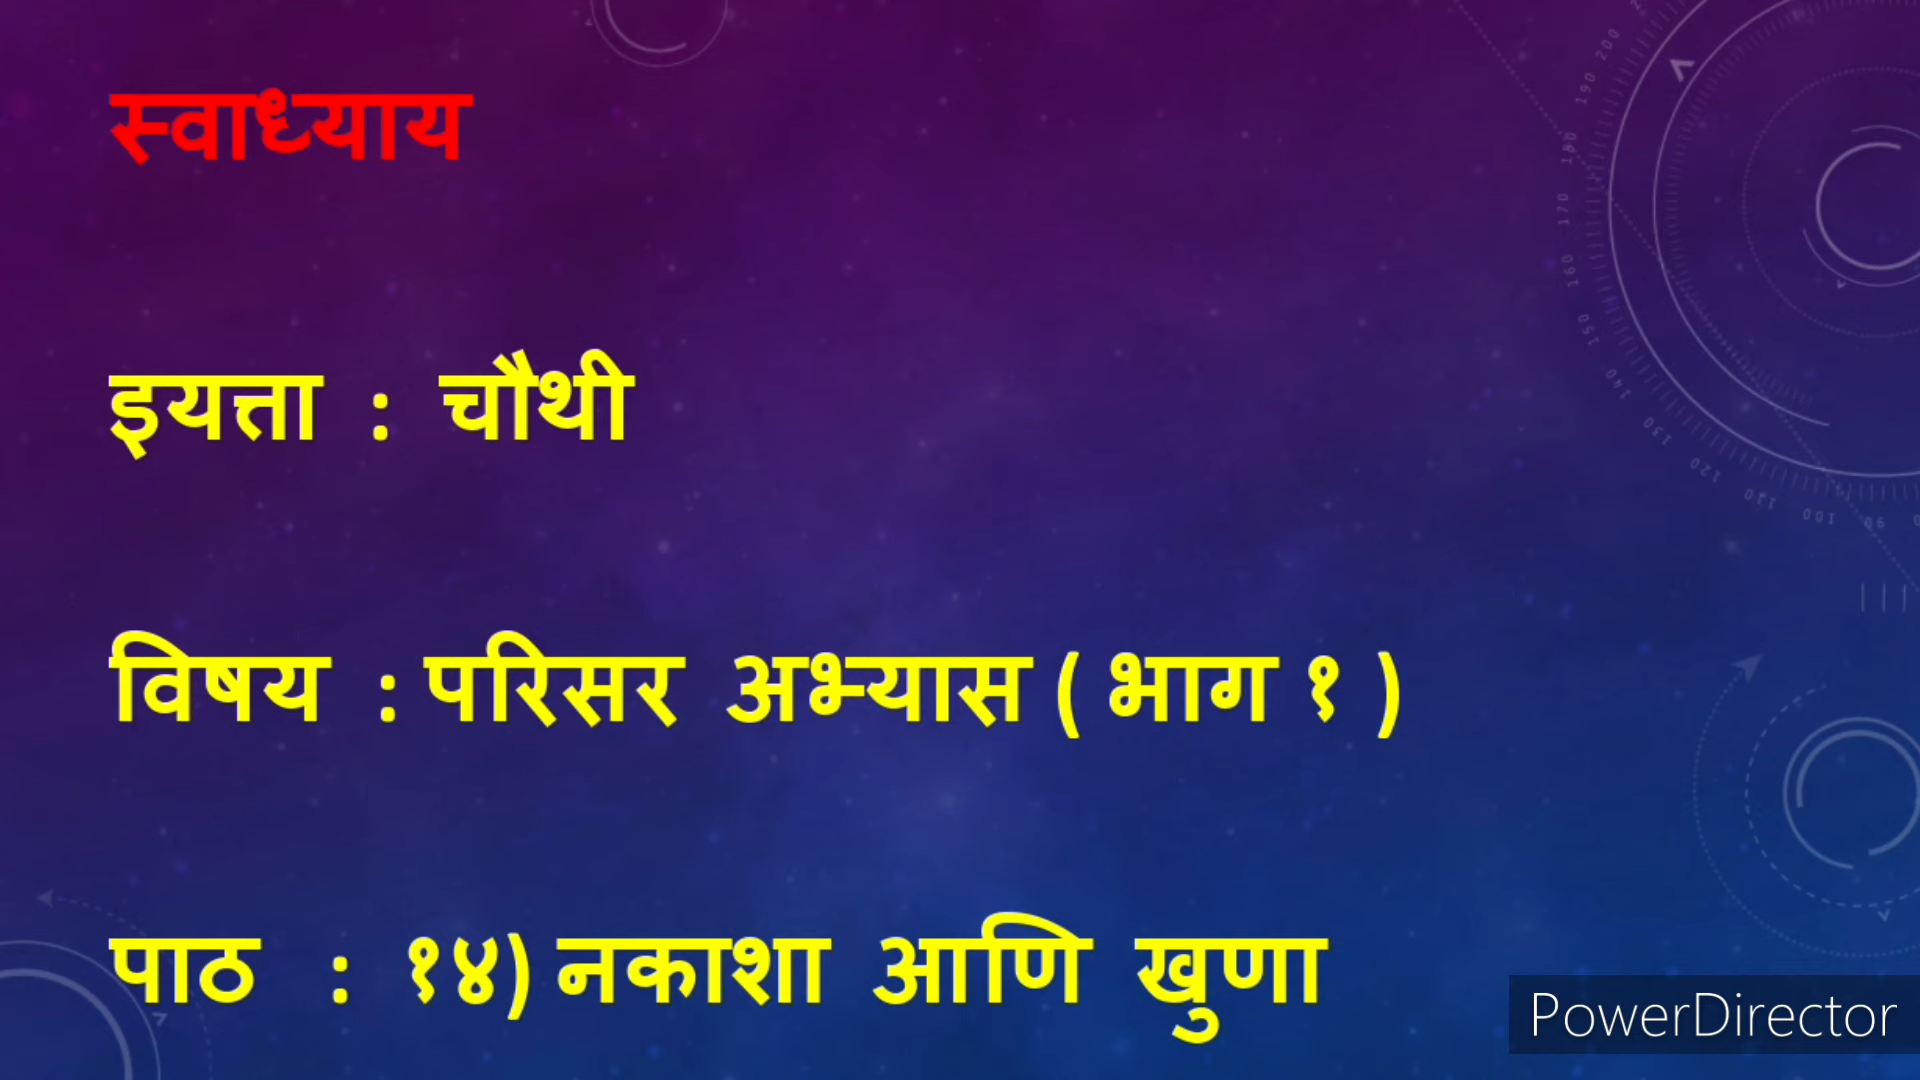 स्वाध्याय
इयत्ता : चौथी
विषय : परिसर अभ्यास ( भाग १ )
पाठ : १४) नकाशा आणि खुणा
PowerDirector